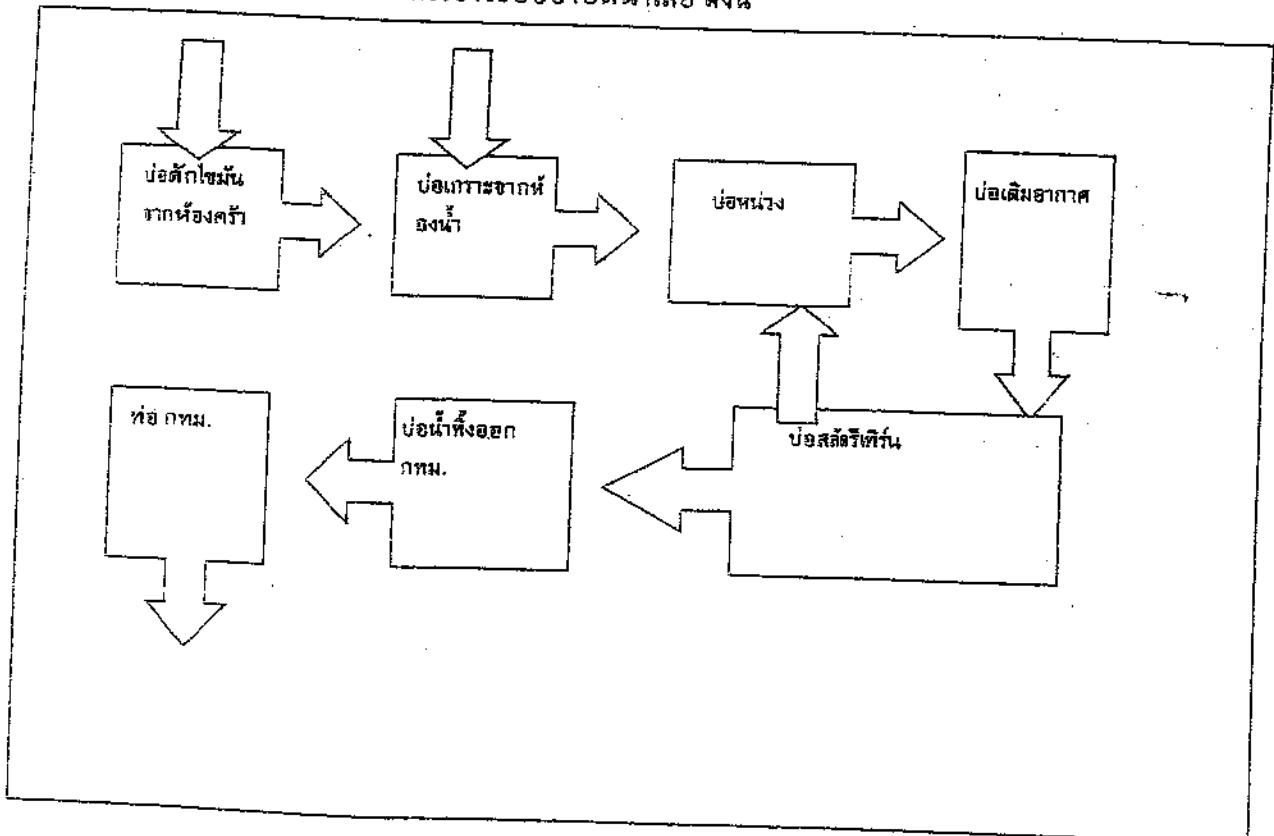 บ่อดักไขมัน
จากห้องครัว
บ่อเกราะจากห้
องน้ำ
บ่อหน่วง
บ่อเติมอากาศ
ท่อ กทม.
บ่อน้ำทิ้งออก
กทม.
บ่อสลัดรีเทิร์น